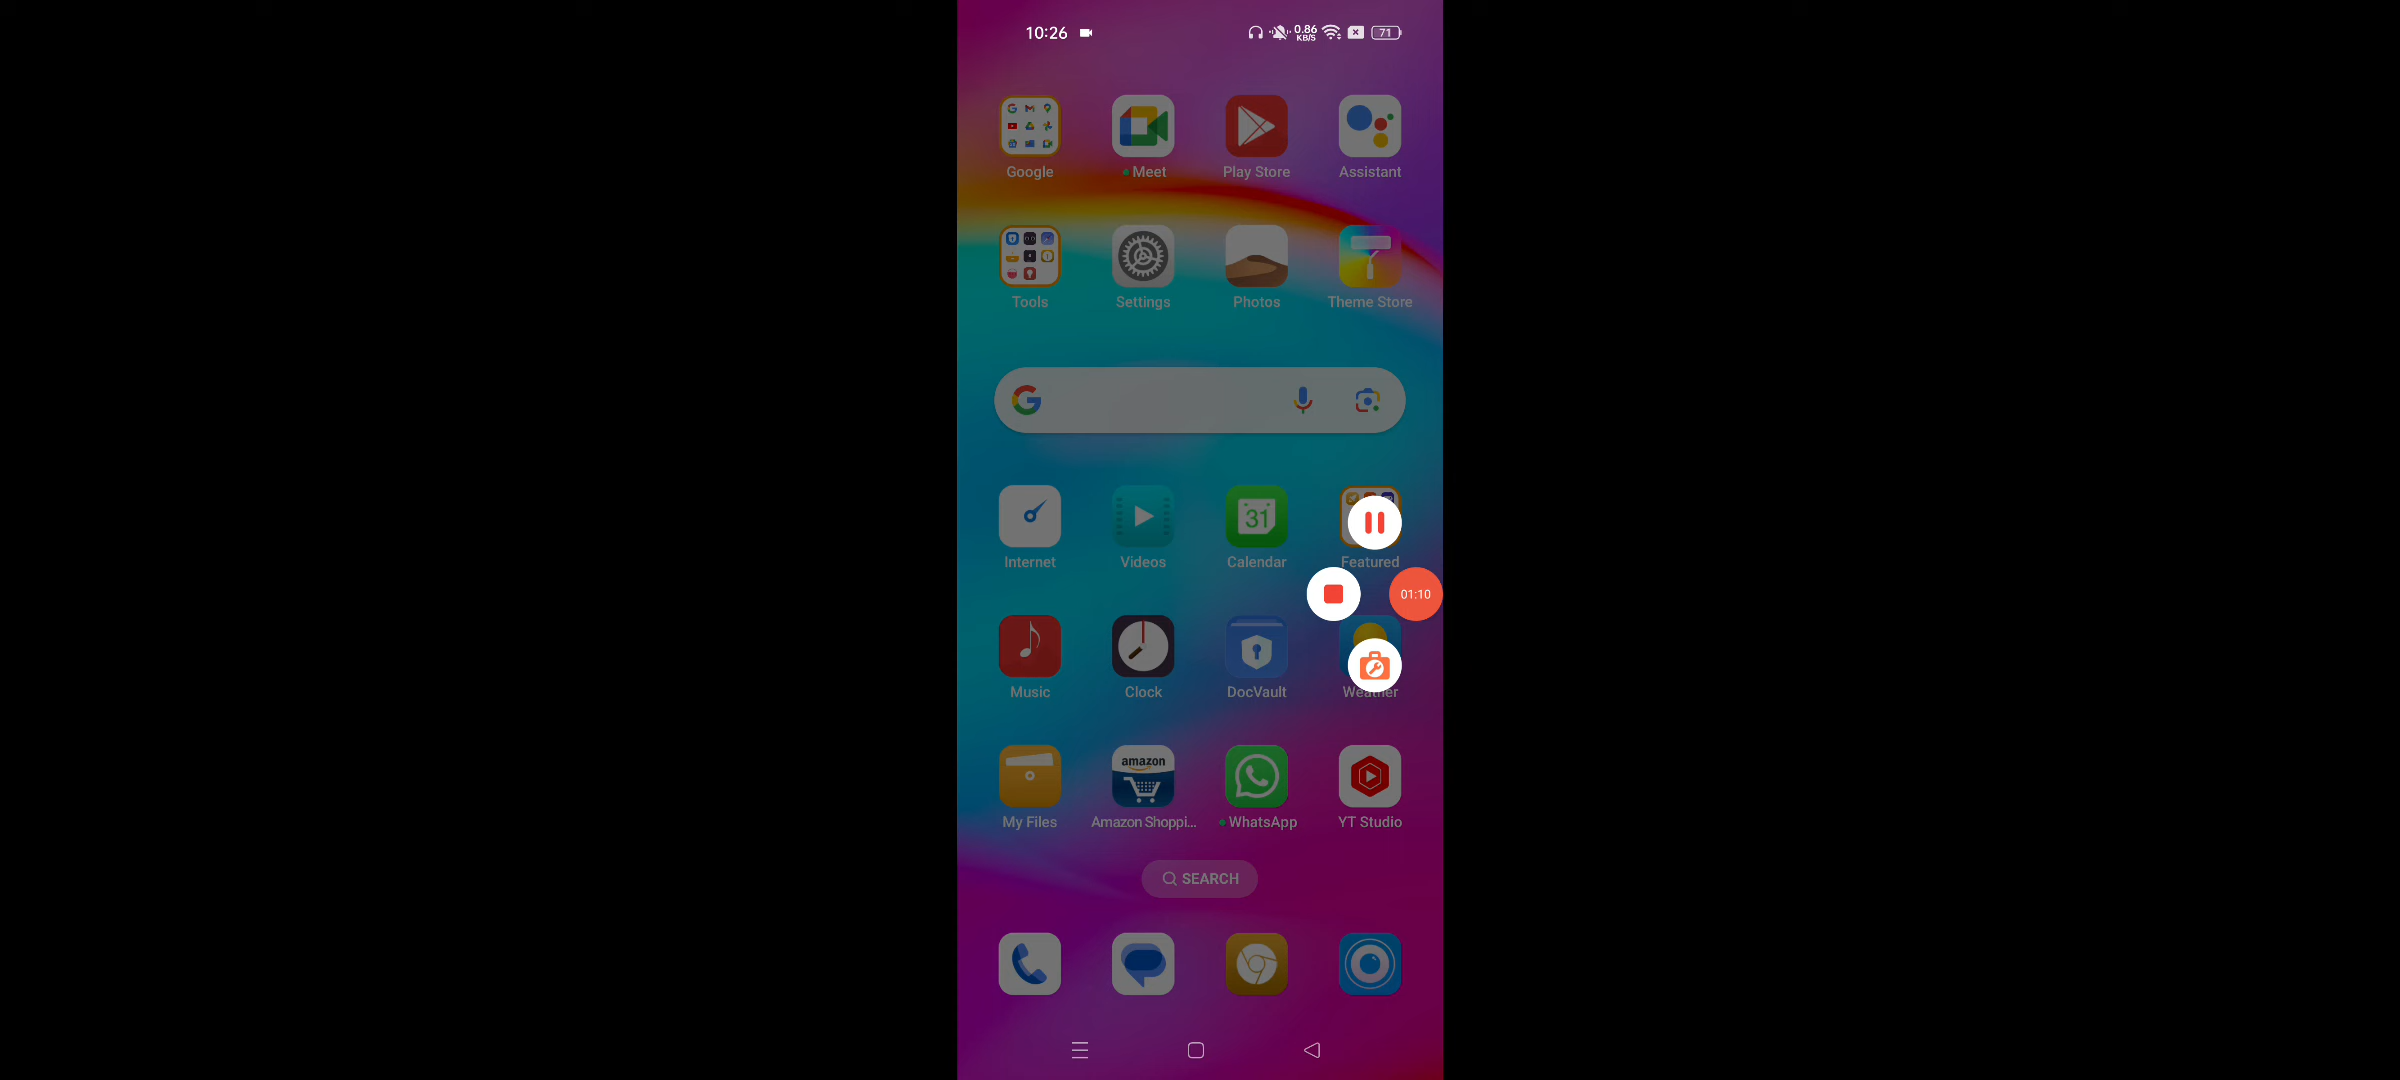 10:26
0.86
KB/S
71
Google
Meet
Play Store
Assistant
Tools
Settings
Photos
Theme Store
31
Internet
Videos
Calendar
Featured
01:10
Music
Clock
DocVault
Weather
amazon
My Files
Amazon Shoppi...
WhatsApp
YT Studio
SEARCH